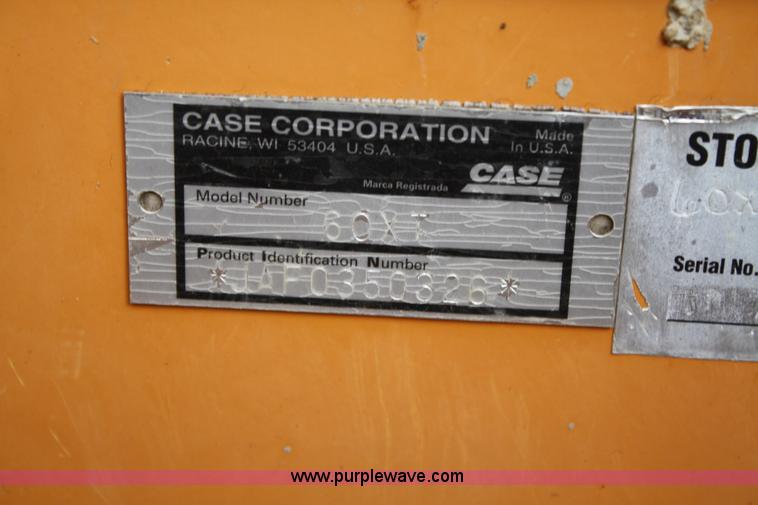 CASE CORPORATION
RACINE, WI 53404 U.S.A.
Made
In U.S.A.
CASE
®
Marca Registrada
Model Number
60XT
Product Identification Number
*JAF0350326*
STO
60X
Serial No.
www.purplewave.com